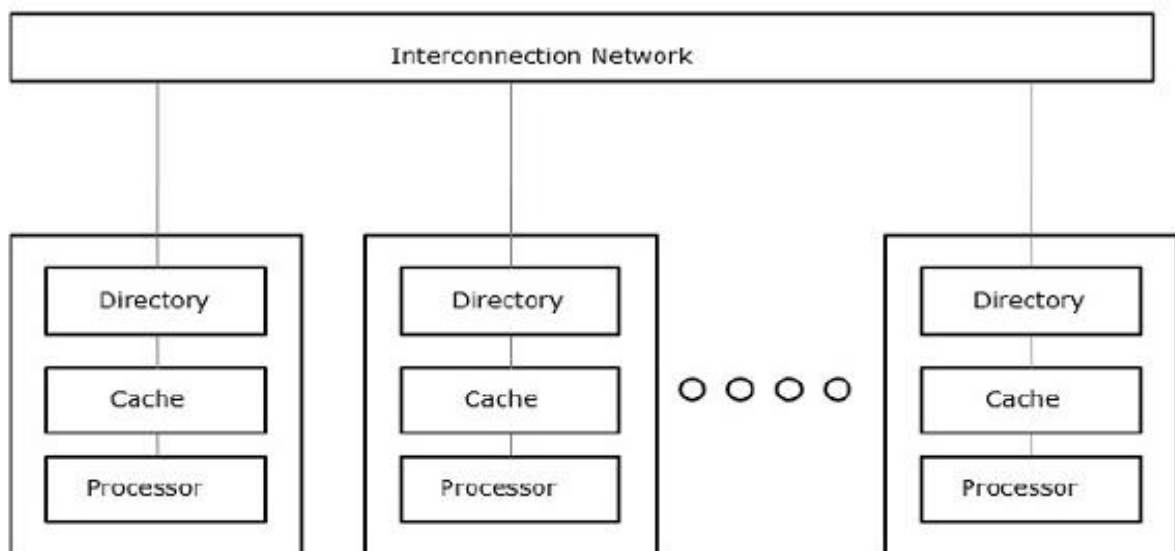 Interconnection Network
Directory
Directory
Directory
Cache
Cache
Cache
Processor
Processor
Processor